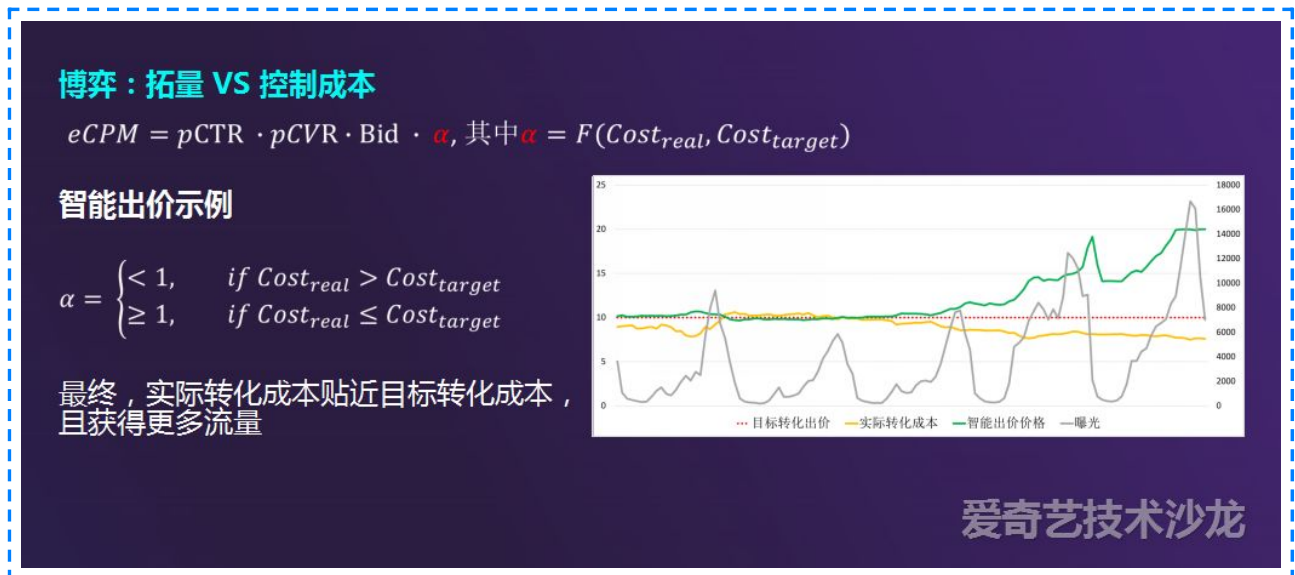 博弈：拓量 VS 控制成本
eCPM = pCTR · pCVR · Bid · α, 其中α = F(Cost_real, Cost_target)
智能出价示例
α = { < 1, if Cost_real > Cost_target
≥ 1, if Cost_real ≤ Cost_target
最终，实际转化成本贴近目标转化成本，
且获得更多流量
25
20
15
10
5
0
18000
16000
14000
12000
10000
8000
6000
4000
2000
0
目标转化出价 实际转化成本 智能出价价格 曝光
爱奇艺技术沙龙